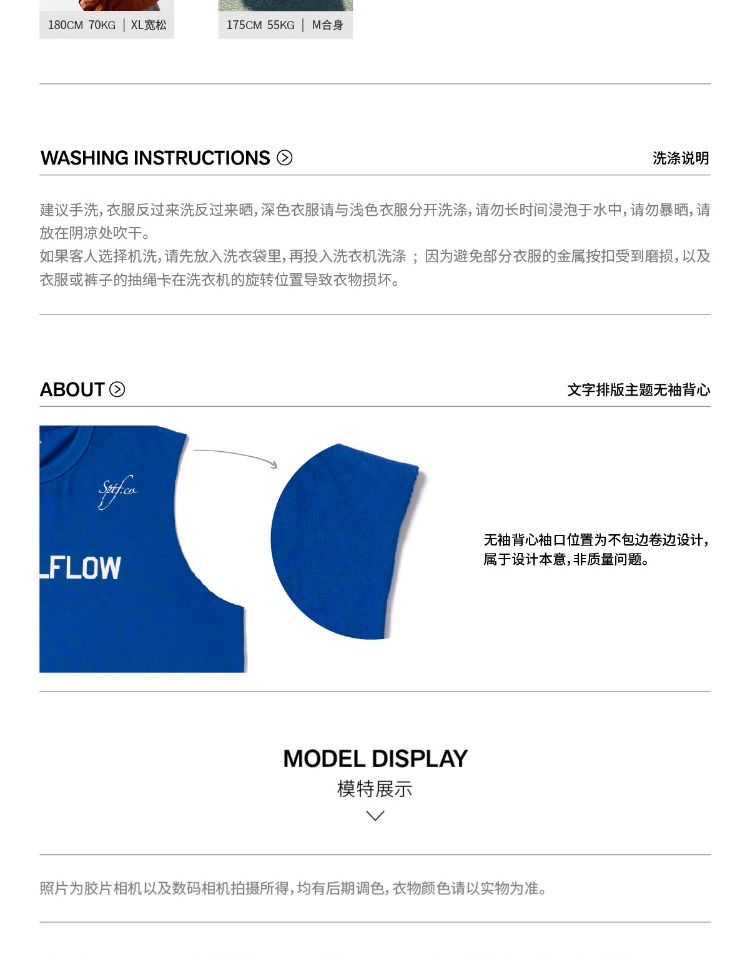 180CM 70KG | XL宽松
175CM 55KG | M合身
WASHING INSTRUCTIONS
洗涤说明
建议手洗,衣服反过来洗反过来晒,深色衣服请与浅色衣服分开洗涤,请勿长时间浸泡于水中,请勿暴晒,请
放在阴凉处吹干。
如果客人选择机洗,请先放入洗衣袋里,再投入洗衣机洗涤 ; 因为避免部分衣服的金属按扣受到磨损,以及
衣服或裤子的抽绳卡在洗衣机的旋转位置导致衣物损坏。
ABOUT
文字排版主题无袖背心
Sptf.co
LFLOW
无袖背心袖口位置为不包边卷边设计,
属于设计本意,非质量问题。
MODEL DISPLAY
模特展示
照片为胶片相机以及数码相机拍摄所得,均有后期调色,衣物颜色请以实物为准。